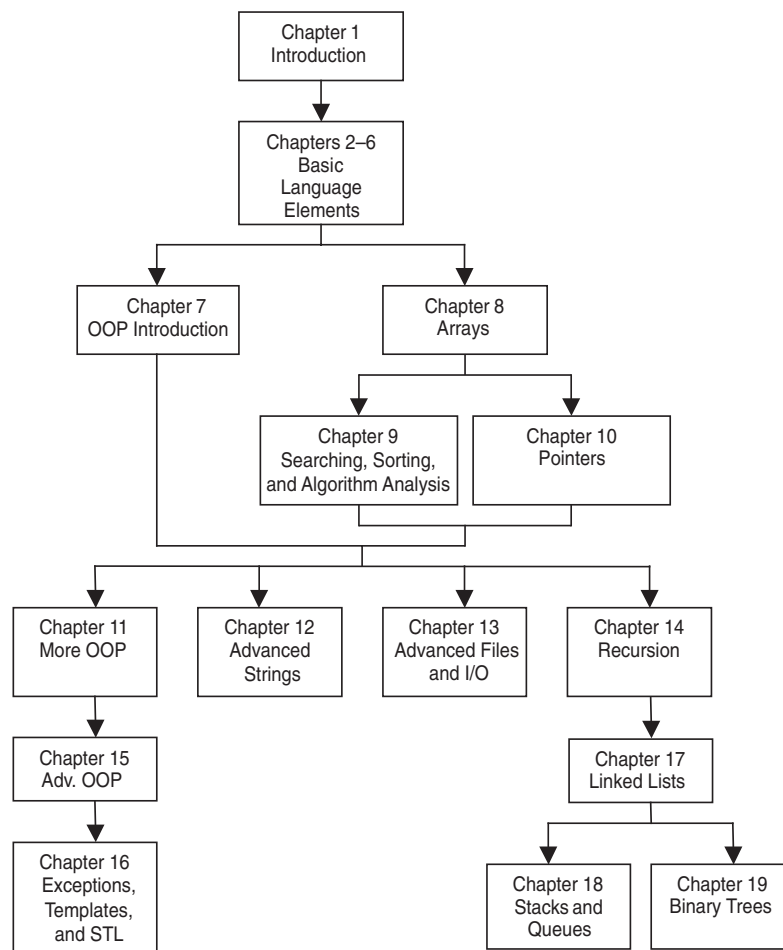 Chapter 1
Introduction
Chapters 2–6
Basic
Language
Elements
Chapter 7
OOP Introduction
Chapter 8
Arrays
Chapter 9
Searching, Sorting,
and Algorithm Analysis
Chapter 10
Pointers
Chapter 11
More OOP
Chapter 12
Advanced
Strings
Chapter 13
Advanced Files
and I/O
Chapter 14
Recursion
Chapter 15
Adv. OOP
Chapter 17
Linked Lists
Chapter 16
Exceptions,
Templates,
and STL
Chapter 18
Stacks and
Queues
Chapter 19
Binary Trees